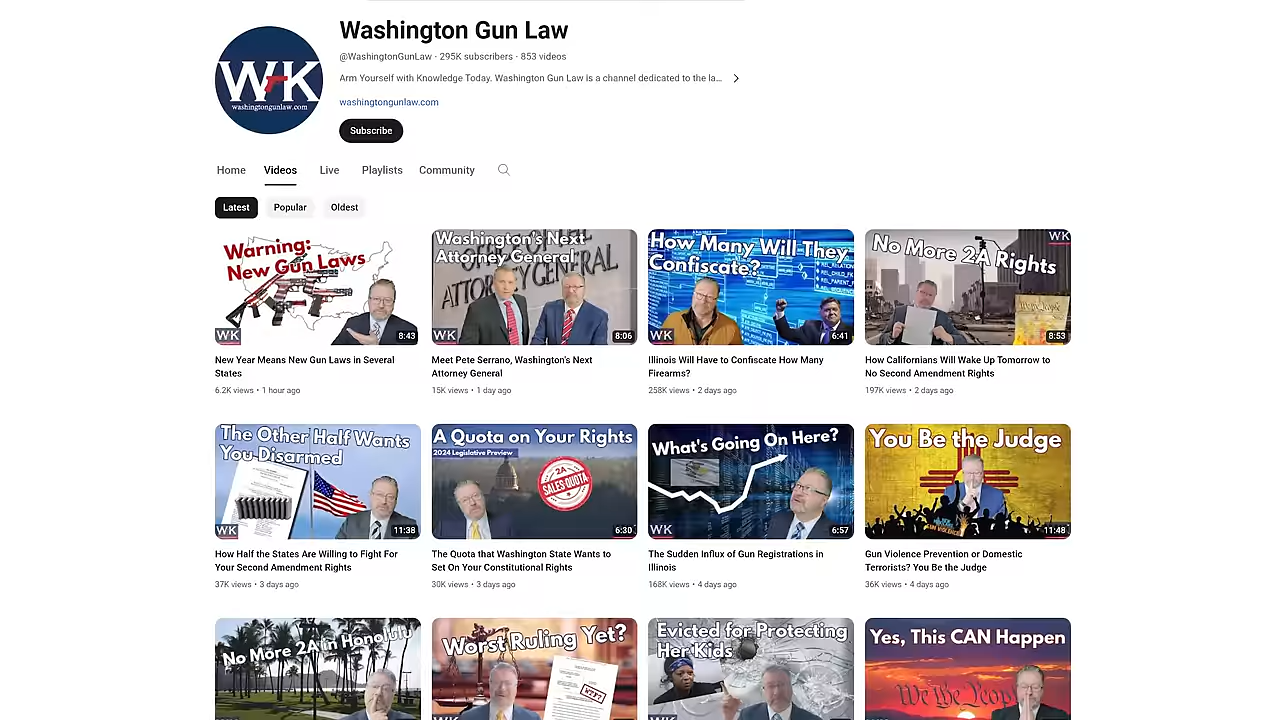 Washington Gun Law
@WashingtonGunLaw · 295K subscribers · 853 videos
Arm Yourself with Knowledge Today. Washington Gun Law is a channel dedicated to the la...
washingtongunlaw.com
Subscribe
WK
washingtongunlaw.com
Home Videos Live Playlists Community
Latest Popular Oldest
Warning:
New Gun Laws
WK
8:43
Washington's Next
Attorney General
ATTORNEY GENERAL
WK
8:06
How Many Will They
Confiscate?
WK
6:41
No More 2A Rights
WK
We the People
8:53
New Year Means New Gun Laws in Several
States
6.2K views • 1 hour ago
Meet Pete Serrano, Washington's Next
Attorney General
15K views • 1 day ago
Illinois Will Have to Confiscate How Many
Firearms?
258K views • 2 days ago
How Californians Will Wake Up Tomorrow to
No Second Amendment Rights
197K views • 2 days ago
The Other Half Wants
You Disarmed
WK
11:38
A Quota on Your Rights
2024 Legislative Preview
2A
SALES QUOTA
6:30
What's Going On Here?
WK
6:57
You Be the Judge
GUN VIOLENCE
11:48
How Half the States Are Willing to Fight For
Your Second Amendment Rights
37K views • 3 days ago
The Quota that Washington State Wants to
Set On Your Constitutional Rights
30K views • 3 days ago
The Sudden Influx of Gun Registrations in
Illinois
168K views • 4 days ago
Gun Violence Prevention or Domestic
Terrorists? You Be the Judge
36K views • 4 days ago
No More 2A in Honolulu
Worst Ruling Yet?
Evicted for Protecting
Her Kids
Yes, This CAN Happen
We the People